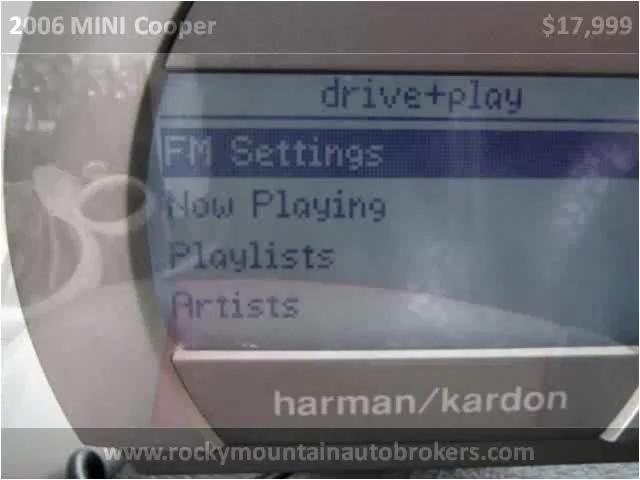 2006 MINI Cooper $17,999
drive+play
FM Settings
Now Playing
Playlists
Artists
harman/kardon
www.rockymountainautobrokers.com